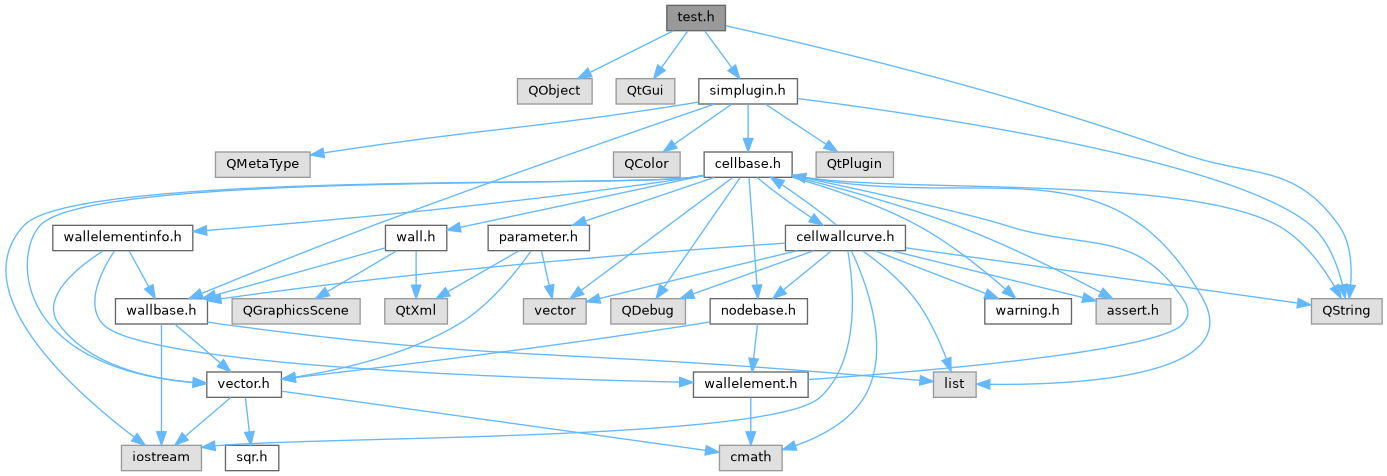 test.h
QObject
QtGui
simplugin.h
QMetaType
QColor
cellbase.h
QtPlugin
wallelementinfo.h
wall.h
parameter.h
cellwallcurve.h
wallbase.h
QGraphicsScene
QtXml
vector
QDebug
nodebase.h
warning.h
assert.h
QString
vector.h
wallelement.h
list
iostream
sqr.h
cmath